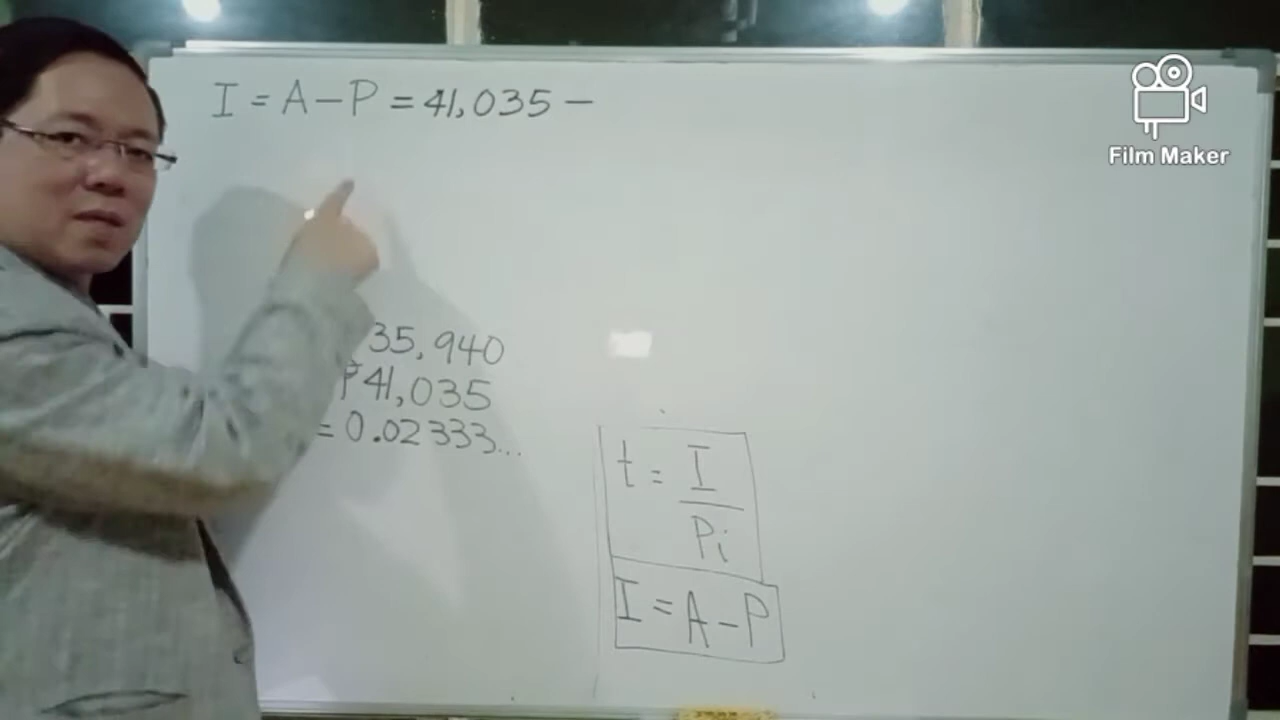 I = A - P = 41,035 -
35,940
₱41,035
= 0.02333...
t = I
Pi
I = A - P
Film Maker